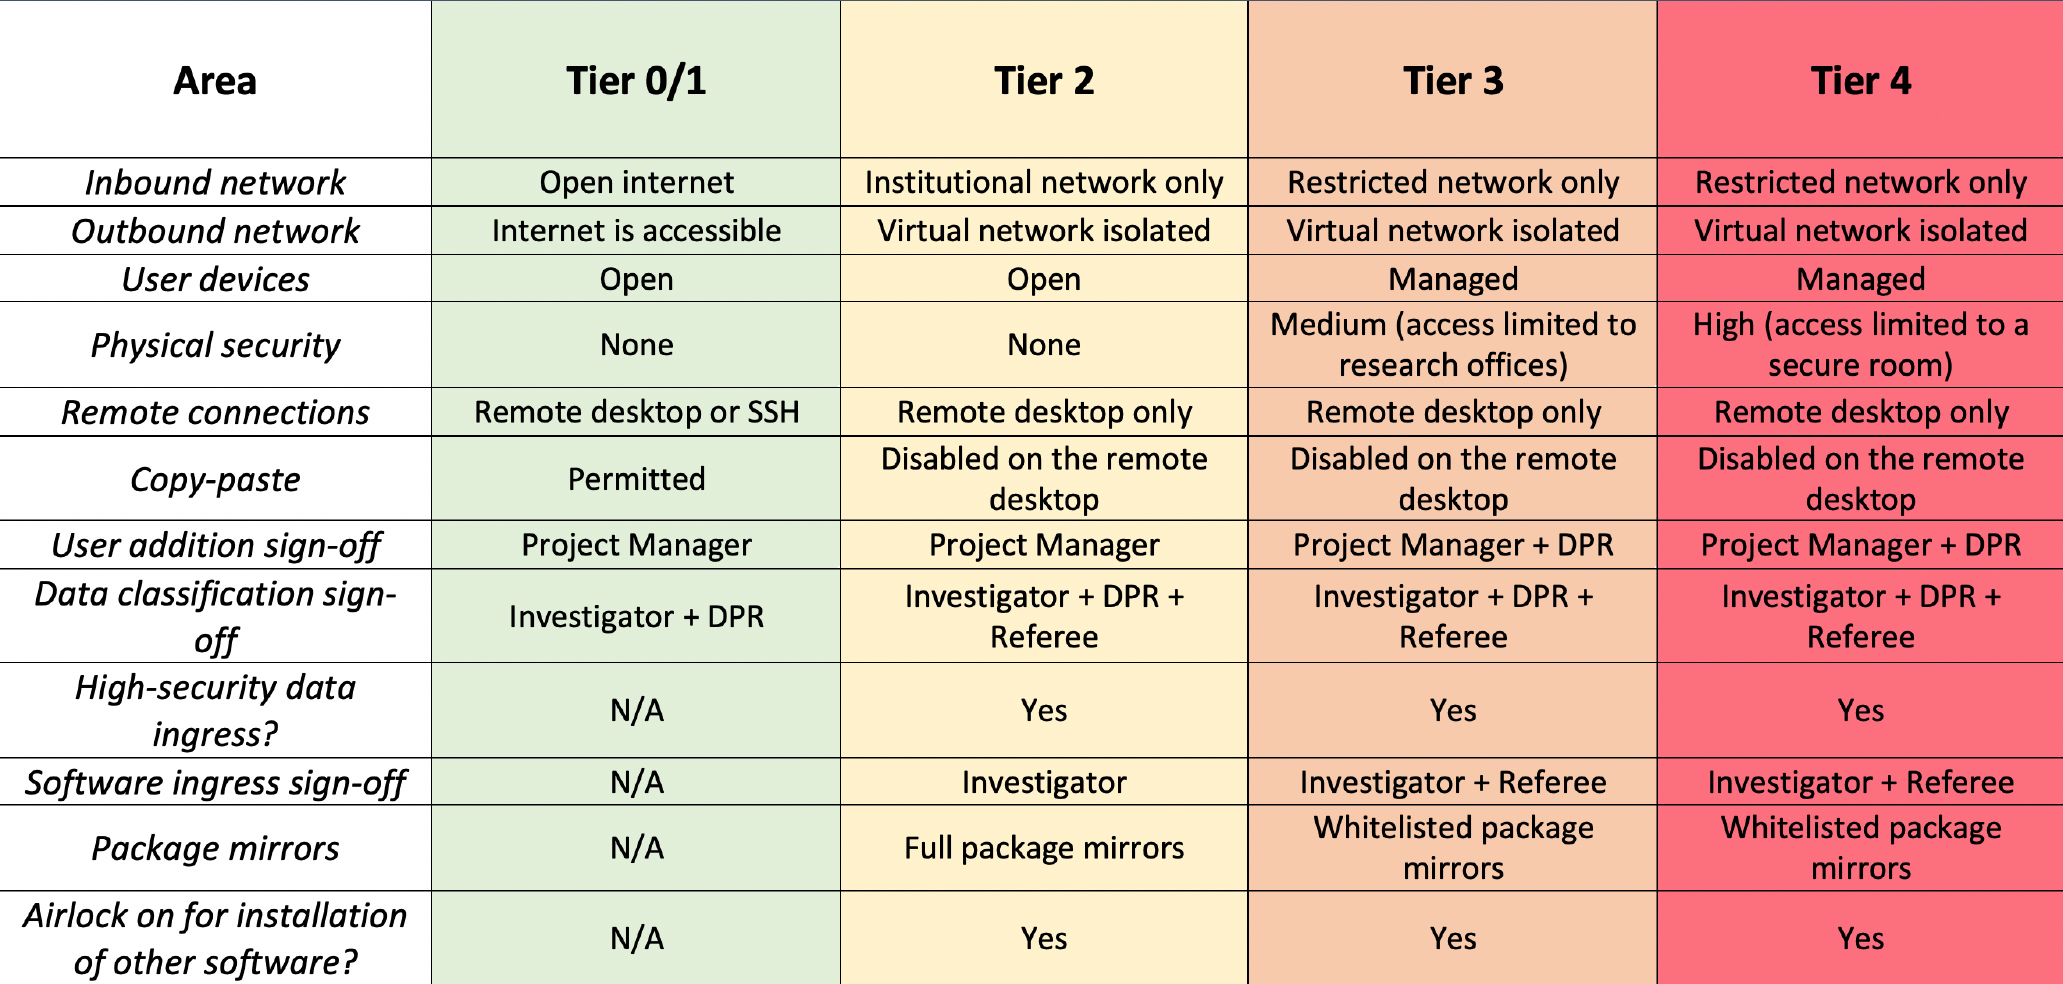 Area Tier 0/1 Tier 2 Tier 3 Tier 4
Inbound network Open internet Institutional network only Restricted network only Restricted network only
Outbound network Internet is accessible Virtual network isolated Virtual network isolated Virtual network isolated
User devices Open Open Managed Managed
Physical security None None Medium (access limited to
research offices) High (access limited to a
secure room)
Remote connections Remote desktop or SSH Remote desktop only Remote desktop only Remote desktop only
Copy-paste Permitted Disabled on the remote
desktop Disabled on the remote
desktop Disabled on the remote
desktop
User addition sign-off Project Manager Project Manager Project Manager + DPR Project Manager + DPR
Data classification sign-
off Investigator + DPR Investigator + DPR +
Referee Investigator + DPR +
Referee Investigator + DPR +
Referee
High-security data
ingress? N/A Yes Yes Yes
Software ingress sign-off N/A Investigator Investigator + Referee Investigator + Referee
Package mirrors N/A Full package mirrors Whitelisted package
mirrors Whitelisted package
mirrors
Airlock on for installation
of other software? N/A Yes Yes Yes